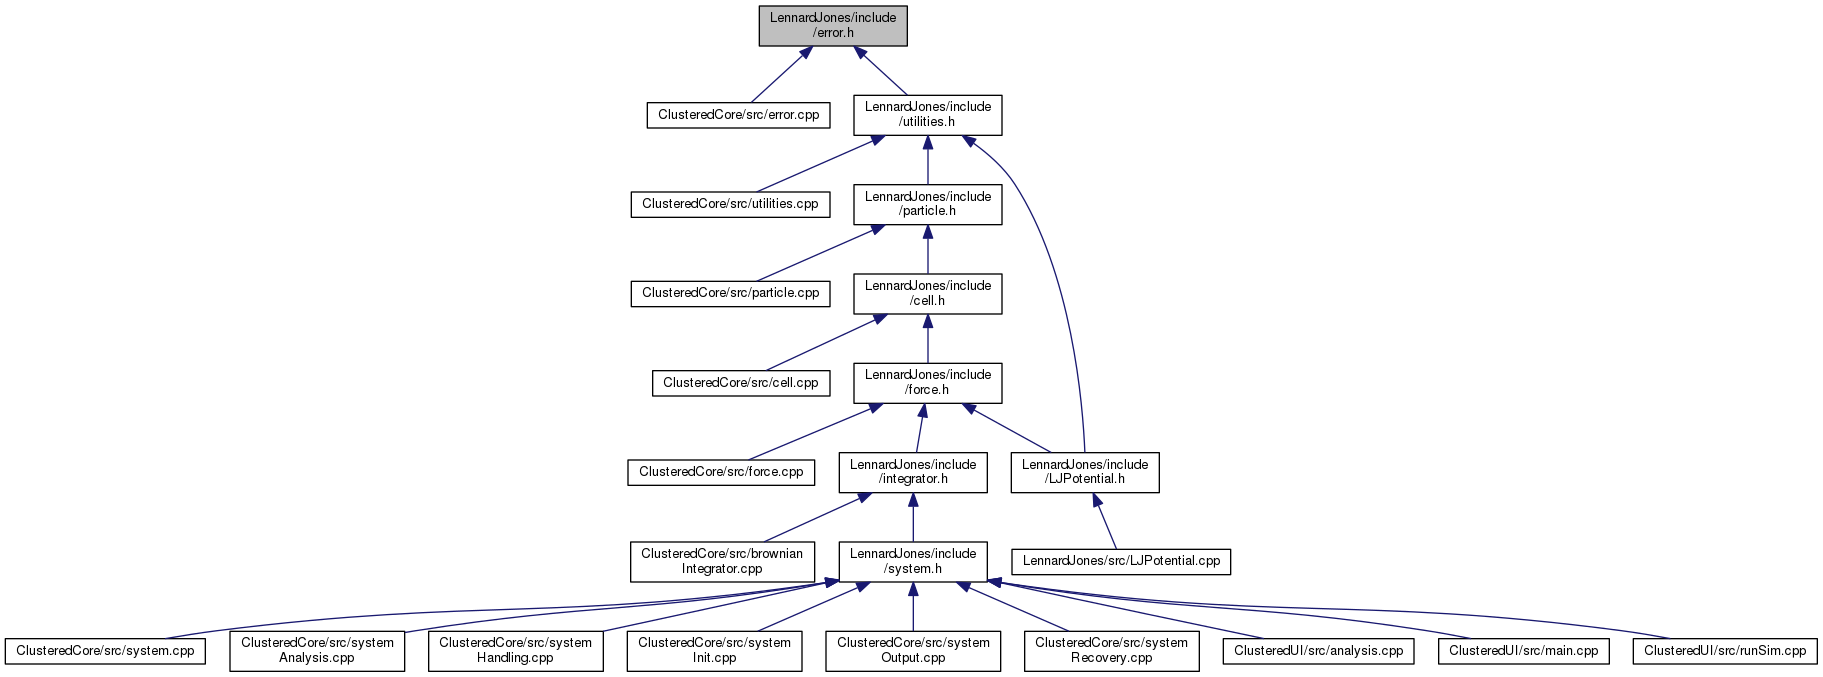 LennardJones/include
/error.h
ClusteredCore/src/error.cpp
LennardJones/include
/utilities.h
ClusteredCore/src/utilities.cpp
LennardJones/include
/particle.h
ClusteredCore/src/particle.cpp
LennardJones/include
/cell.h
ClusteredCore/src/cell.cpp
LennardJones/include
/force.h
ClusteredCore/src/force.cpp
LennardJones/include
/integrator.h
LennardJones/include
/LJPotential.h
ClusteredCore/src/brownian
Integrator.cpp
LennardJones/include
/system.h
LennardJones/src/LJPotential.cpp
ClusteredCore/src/system.cpp
ClusteredCore/src/system
Analysis.cpp
ClusteredCore/src/system
Handling.cpp
ClusteredCore/src/system
Init.cpp
ClusteredCore/src/system
Output.cpp
ClusteredCore/src/system
Recovery.cpp
ClusteredUI/src/analysis.cpp
ClusteredUI/src/main.cpp
ClusteredUI/src/runSim.cpp